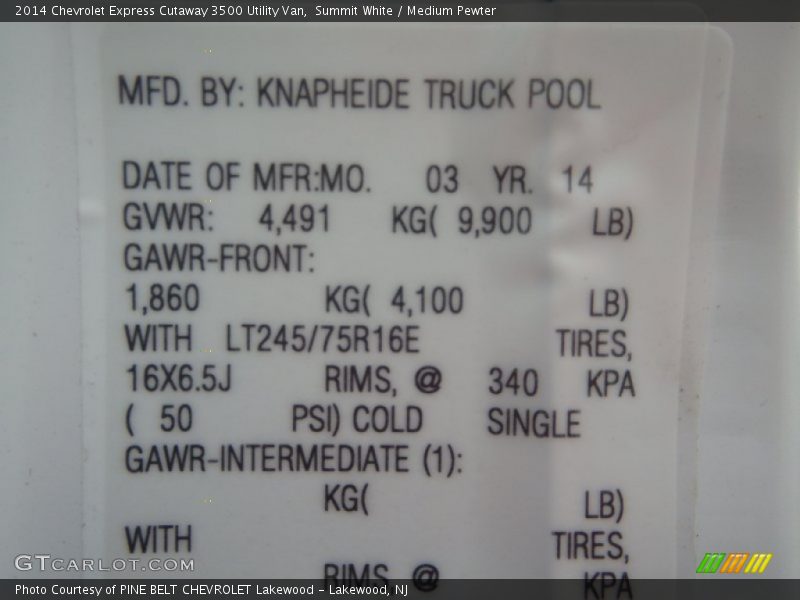 2014 Chevrolet Express Cutaway 3500 Utility Van, Summit White / Medium Pewter
MFD. BY: KNAPHEIDE TRUCK POOL
DATE OF MFR:MO. 03 YR. 14
GVWR: 4,491 KG( 9,900 LB)
GAWR-FRONT:
1,860 KG( 4,100 LB)
WITH LT245/75R16E TIRES,
16X6.5J RIMS, @ 340 KPA
( 50 PSI) COLD SINGLE
GAWR-INTERMEDIATE (1):
KG( LB)
WITH TIRES,
RIMS @ KPA
GTCARLOT.COM
Photo Courtesy of PINE BELT CHEVROLET Lakewood - Lakewood, NJ